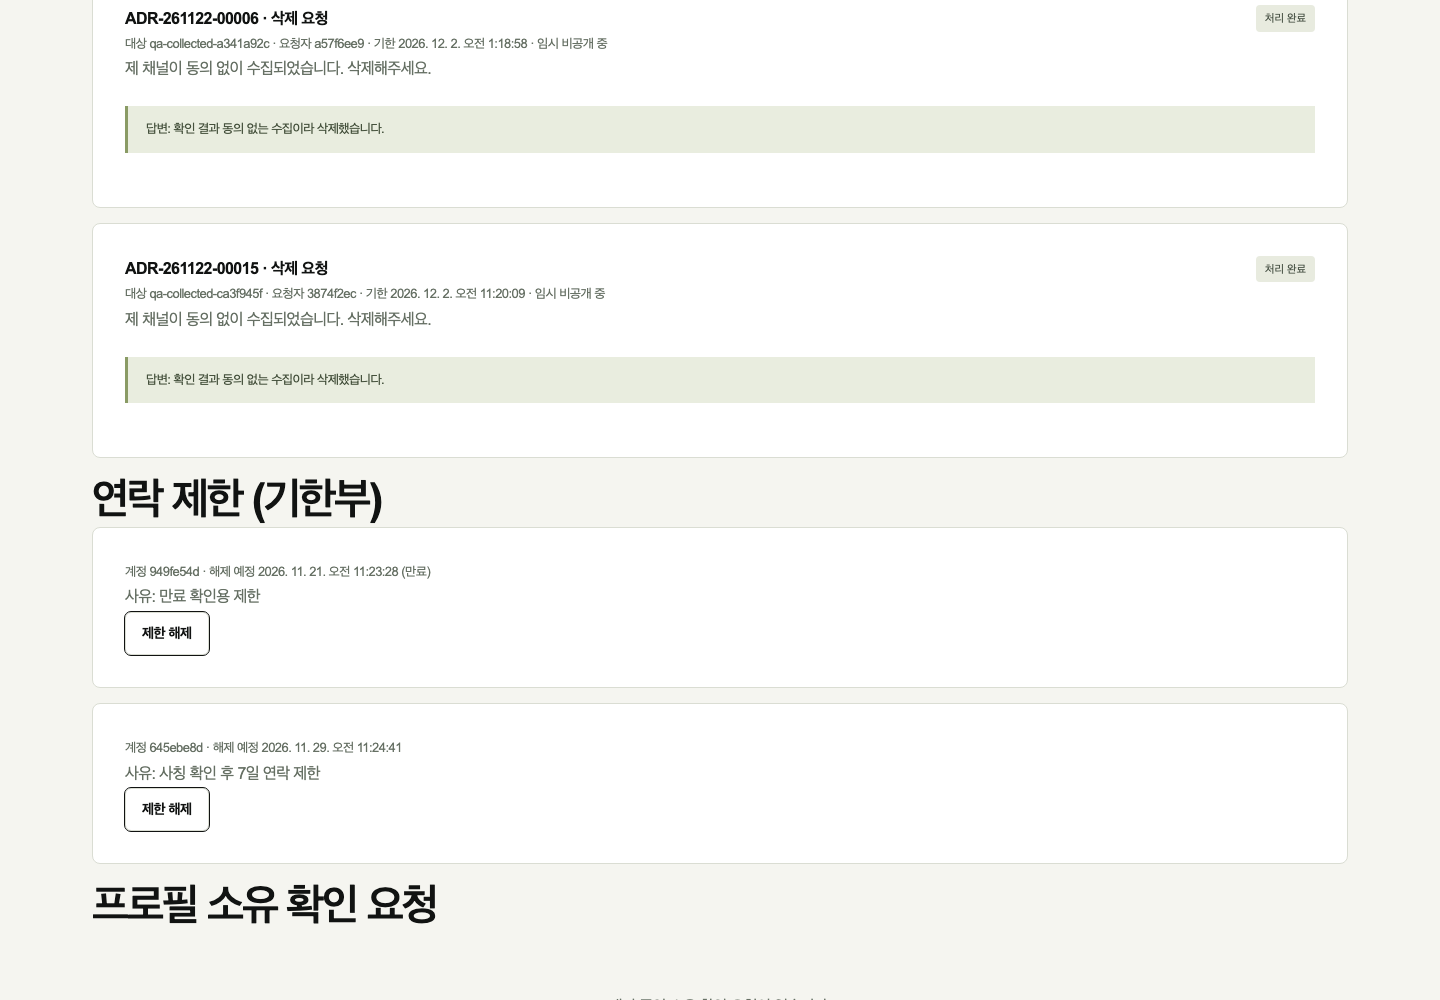 ADR-261122-00006 · 삭제 요청
처리 완료
대상 qa-collected-a341a92c · 요청자 a57f6ee9 · 기한 2026. 12. 2. 오전 1:18:58 · 임시 비공개 중
제 채널이 동의 없이 수집되었습니다. 삭제해주세요.
답변: 확인 결과 동의 없는 수집이라 삭제했습니다.
ADR-261122-00015 · 삭제 요청
처리 완료
대상 qa-collected-ca3f945f · 요청자 3874f2ec · 기한 2026. 12. 2. 오전 11:20:09 · 임시 비공개 중
제 채널이 동의 없이 수집되었습니다. 삭제해주세요.
답변: 확인 결과 동의 없는 수집이라 삭제했습니다.
연락 제한 (기한부)
계정 949fe54d · 해제 예정 2026. 11. 21. 오전 11:23:28 (만료)
사유: 만료 확인용 제한
제한 해제
계정 645ebe8d · 해제 예정 2026. 11. 29. 오전 11:24:41
사유: 사칭 확인 후 7일 연락 제한
제한 해제
프로필 소유 확인 요청